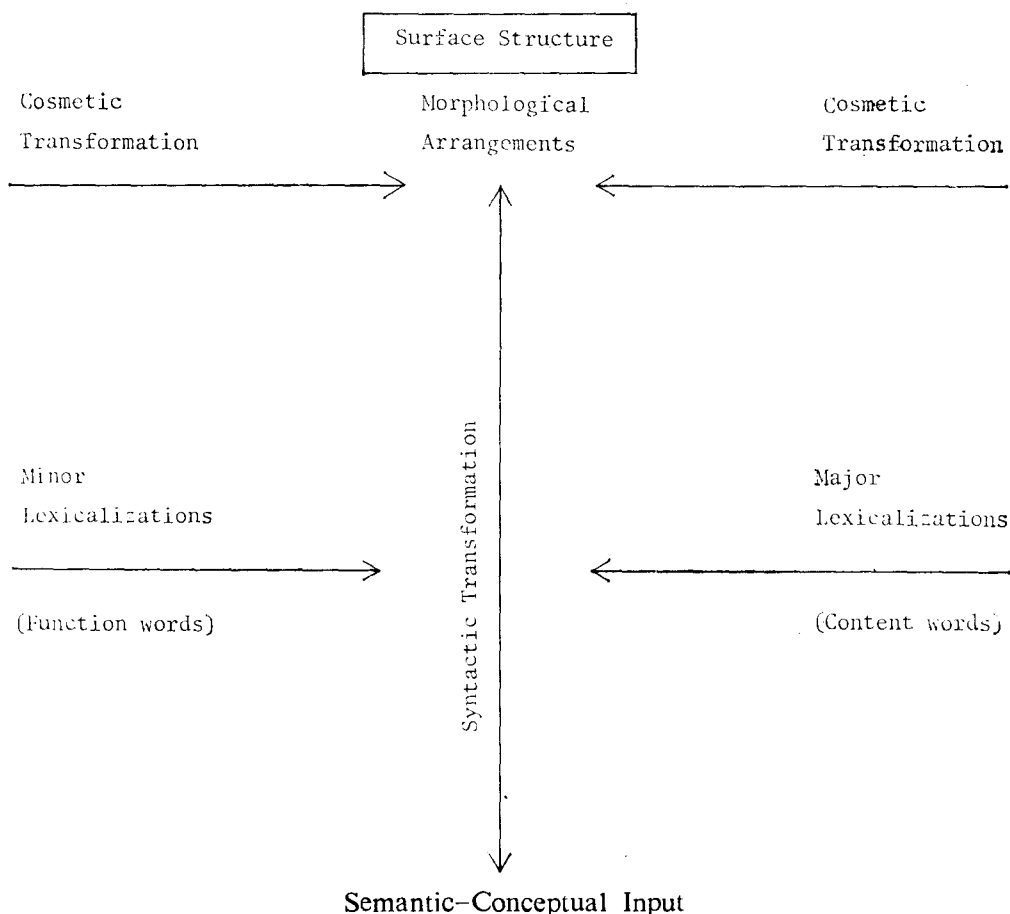 Surface Structure
Cosmetic
Transformation
Morphological
Arrangements
Cosmetic
Transformation
Syntactic Transformation
Minor
Lexicalizations
(Function words)
Major
Lexicalizations
(Content words)
Semantic-Conceptual Input